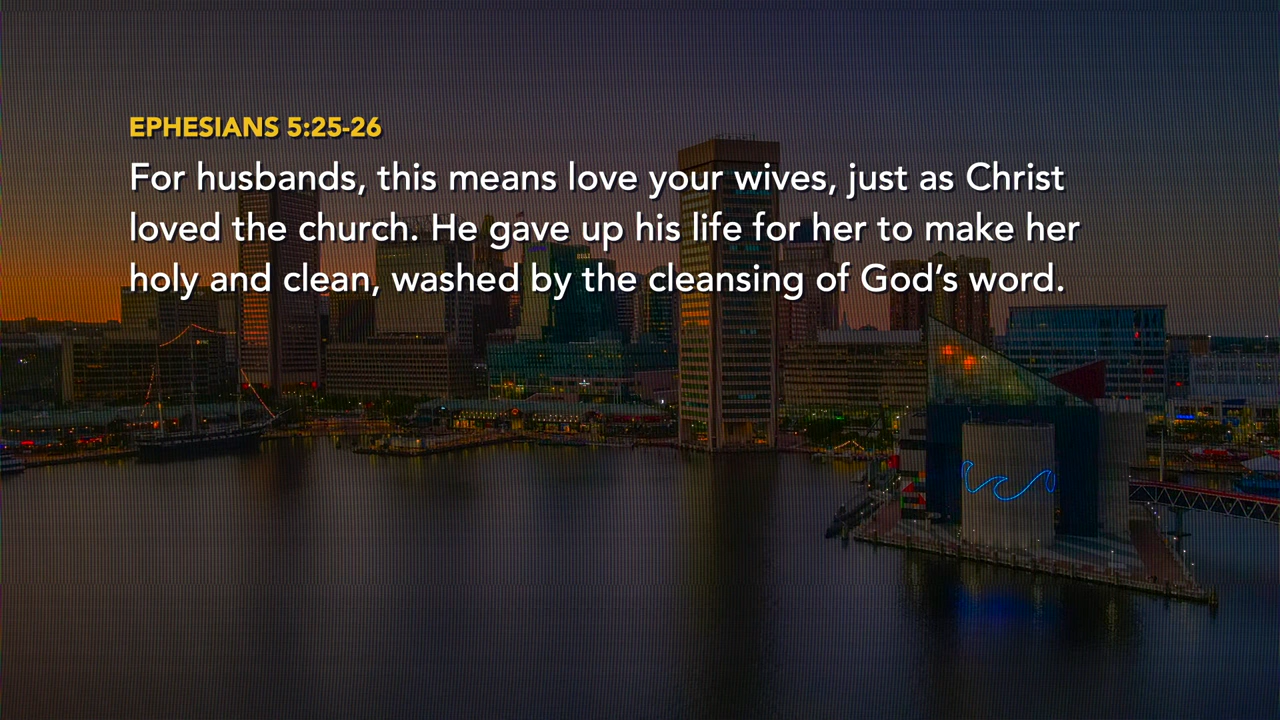 EPHESIANS 5:25-26
For husbands, this means love your wives, just as Christ
loved the church. He gave up his life for her to make her
holy and clean, washed by the cleansing of God’s word.